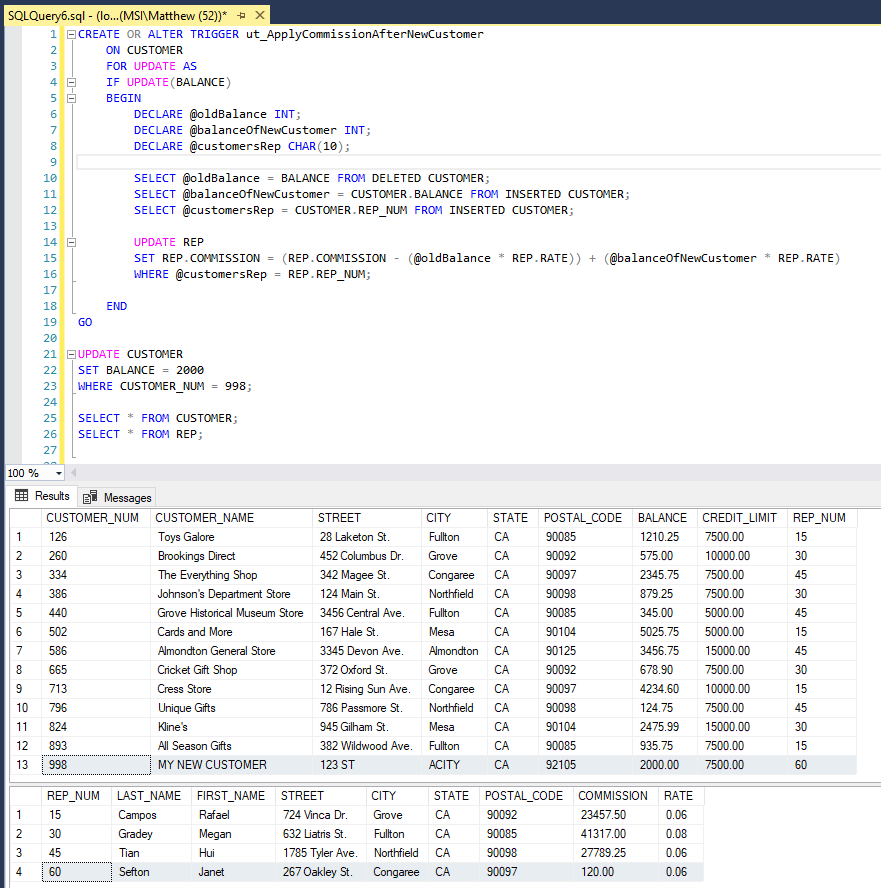 SQLQuery6.sql - (lo...(MSI\Matthew (52))*
1 CREATE OR ALTER TRIGGER ut_ApplyCommissionAfterNewCustomer
2 ON CUSTOMER
3 FOR UPDATE AS
4 IF UPDATE(BALANCE)
5 BEGIN
6 DECLARE @oldBalance INT;
7 DECLARE @balanceOfNewCustomer INT;
8 DECLARE @customersRep CHAR(10);
9
10 SELECT @oldBalance = BALANCE FROM DELETED CUSTOMER;
11 SELECT @balanceOfNewCustomer = CUSTOMER.BALANCE FROM INSERTED CUSTOMER;
12 SELECT @customersRep = CUSTOMER.REP_NUM FROM INSERTED CUSTOMER;
13
14 UPDATE REP
15 SET REP.COMMISSION = (REP.COMMISSION - (@oldBalance * REP.RATE)) + (@balanceOfNewCustomer * REP.RATE)
16 WHERE @customersRep = REP.REP_NUM;
17
18 END
19 GO
20
21 UPDATE CUSTOMER
22 SET BALANCE = 2000
23 WHERE CUSTOMER_NUM = 998;
24
25 SELECT * FROM CUSTOMER;
26 SELECT * FROM REP;
27
100 %
Results Messages
CUSTOMER_NUM CUSTOMER_NAME STREET CITY STATE POSTAL_CODE BALANCE CREDIT_LIMIT REP_NUM
1 126 Toys Galore 28 Laketon St. Fullton CA 90085 1210.25 7500.00 15
2 260 Brookings Direct 452 Columbus Dr. Grove CA 90092 575.00 10000.00 30
3 334 The Everything Shop 342 Magee St. Congaree CA 90097 2345.75 7500.00 45
4 386 Johnson's Department Store 124 Main St. Northfield CA 90098 879.25 7500.00 30
5 440 Grove Historical Museum Store 3456 Central Ave. Fullton CA 90085 345.00 5000.00 45
6 502 Cards and More 167 Hale St. Mesa CA 90104 5025.75 5000.00 15
7 586 Almondton General Store 3345 Devon Ave. Almondton CA 90125 3456.75 15000.00 45
8 665 Cricket Gift Shop 372 Oxford St. Grove CA 90092 678.90 7500.00 30
9 713 Cress Store 12 Rising Sun Ave. Congaree CA 90097 4234.60 10000.00 15
10 796 Unique Gifts 786 Passmore St. Northfield CA 90098 124.75 7500.00 45
11 824 Kline's 945 Gilham St. Mesa CA 90104 2475.99 15000.00 30
12 893 All Season Gifts 382 Wildwood Ave. Fullton CA 90085 935.75 7500.00 15
13 998 MY NEW CUSTOMER 123 ST ACITY CA 92105 2000.00 7500.00 60
REP_NUM LAST_NAME FIRST_NAME STREET CITY STATE POSTAL_CODE COMMISSION RATE
1 15 Campos Rafael 724 Vinca Dr. Grove CA 90092 23457.50 0.06
2 30 Gradey Megan 632 Liatris St. Fullton CA 90085 41317.00 0.08
3 45 Tian Hui 1785 Tyler Ave. Northfield CA 90098 27789.25 0.06
4 60 Sefton Janet 267 Oakley St. Congaree CA 90097 120.00 0.06